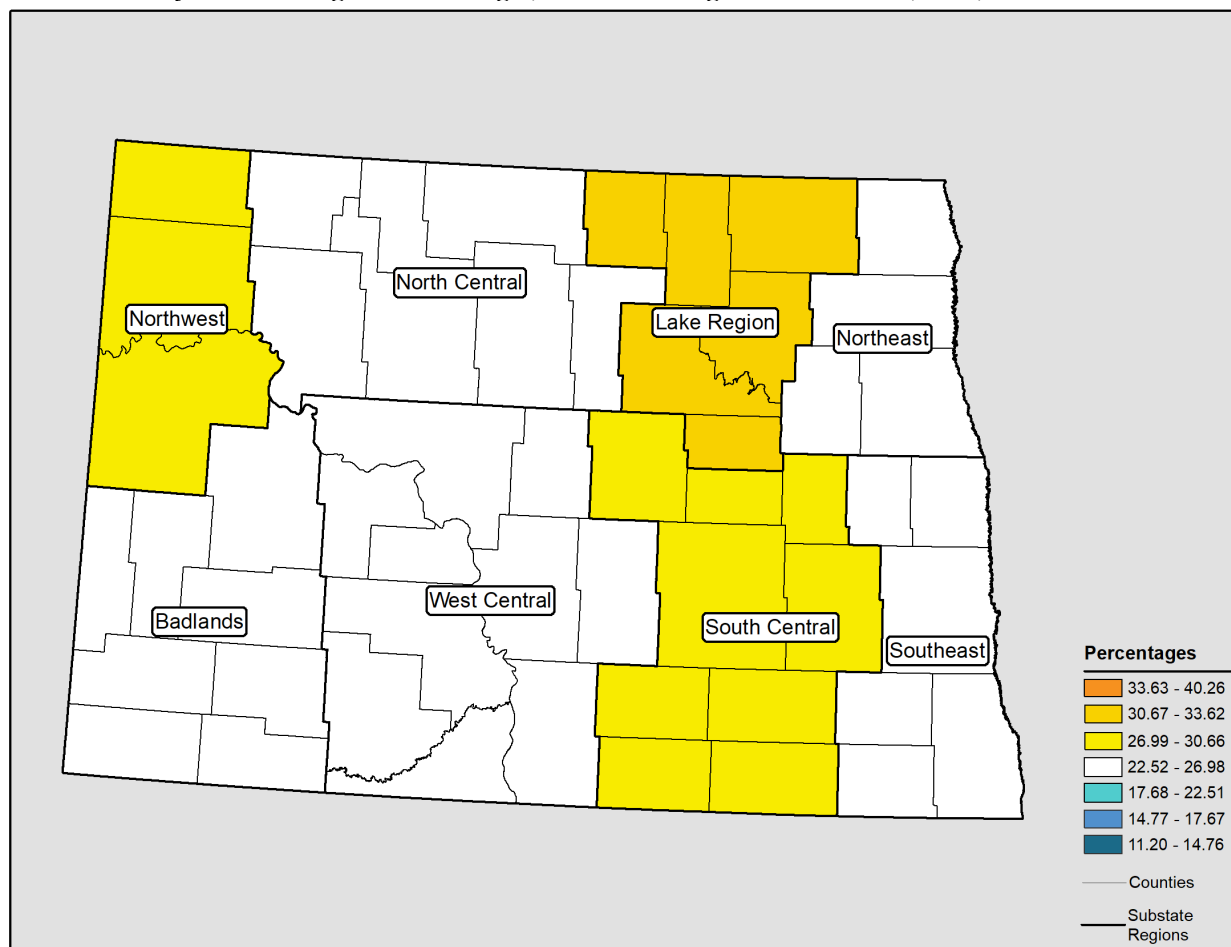 North Central
Northwest
Lake Region
Northeast
West Central
Badlands
South Central
Southeast
Percentages
33.63 - 40.26
30.67 - 33.62
26.99 - 30.66
22.52 - 26.98
17.68 - 22.51
14.77 - 17.67
11.20 - 14.76
Counties
Substate
Regions